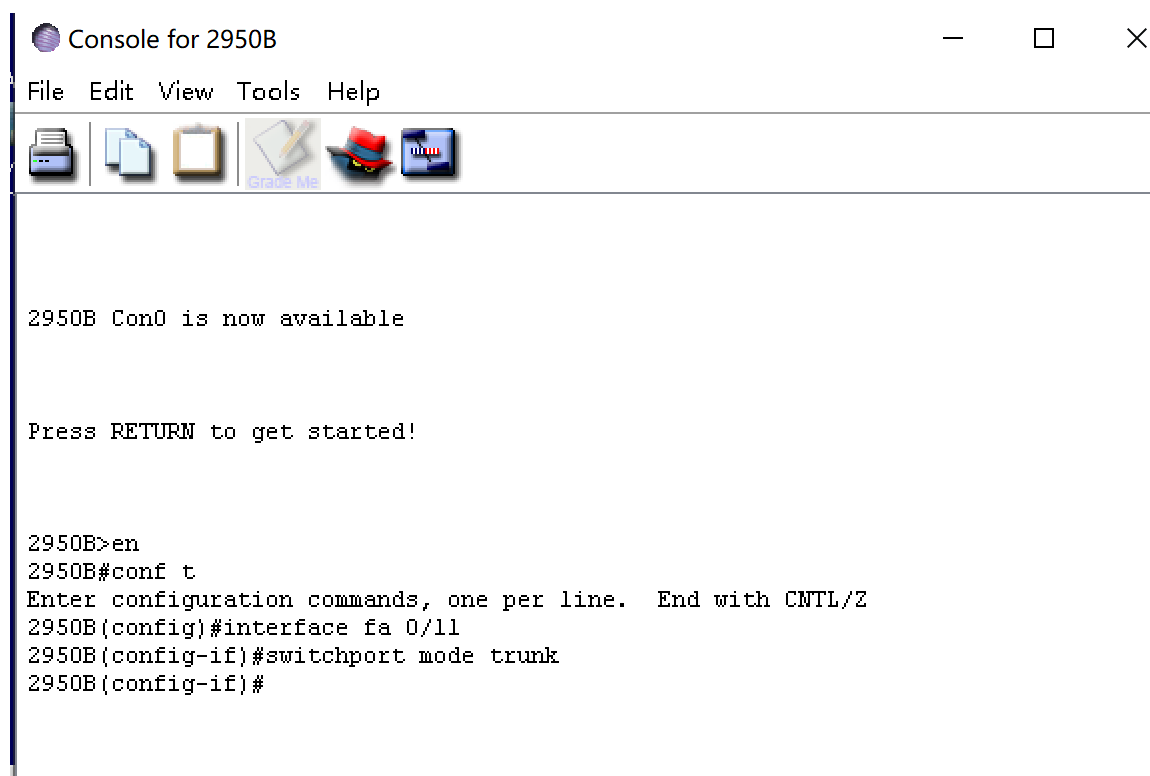 Console for 2950B
File Edit View Tools Help
Grade Me
2950B Con0 is now available
Press RETURN to get started!
2950B>en
2950B#conf t
Enter configuration commands, one per line.  End with CNTL/Z
2950B(config)#interface fa 0/11
2950B(config-if)#switchport mode trunk
2950B(config-if)#